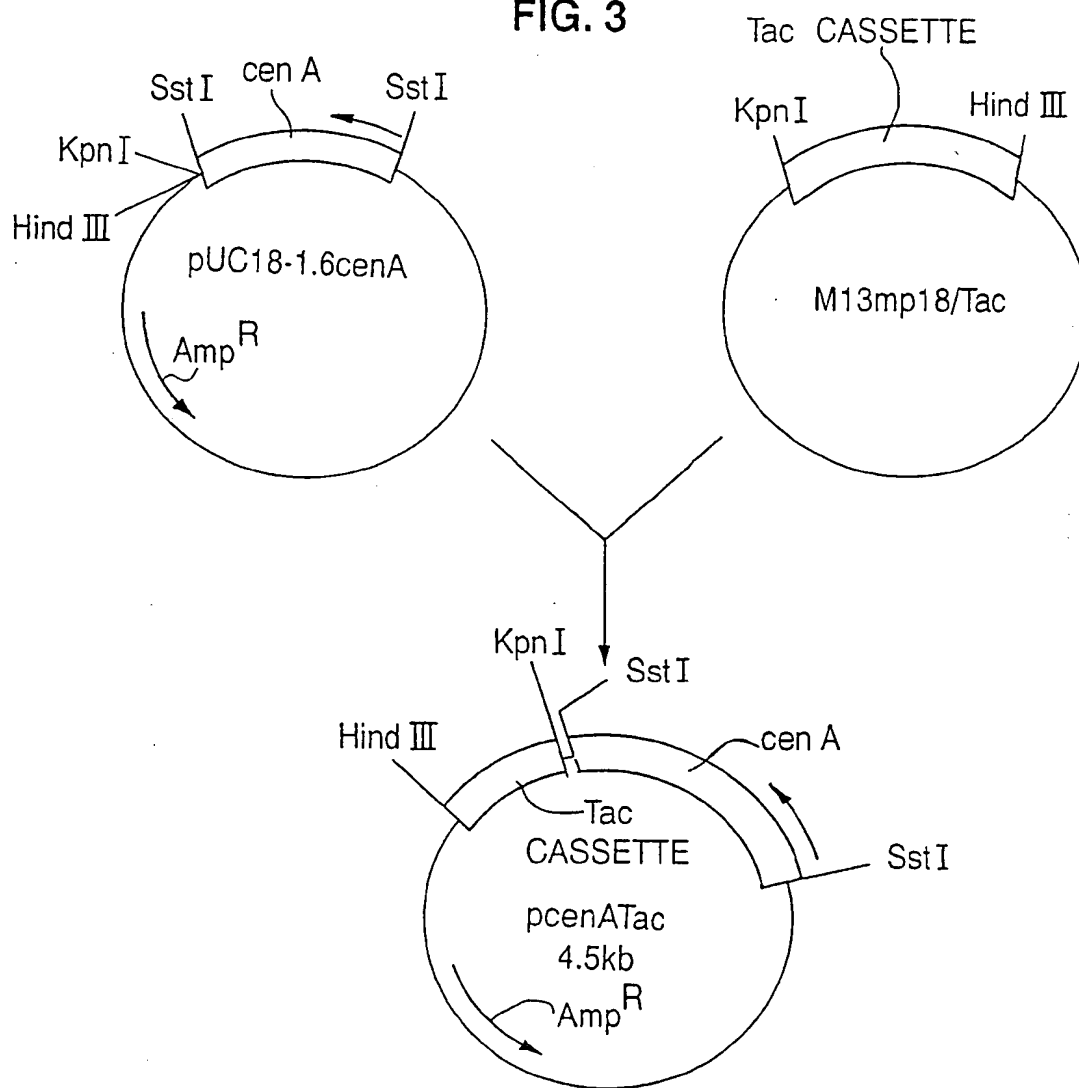 FIG. 3
Sst I
cen A
Sst I
Kpn I
Hind III
pUC18-1.6cenA
Amp R
Tac CASSETTE
Kpn I
Hind III
M13mp18/Tac
Kpn I
Sst I
Hind III
cen A
Tac
CASSETTE
Sst I
pcenATac
4.5kb
Amp R